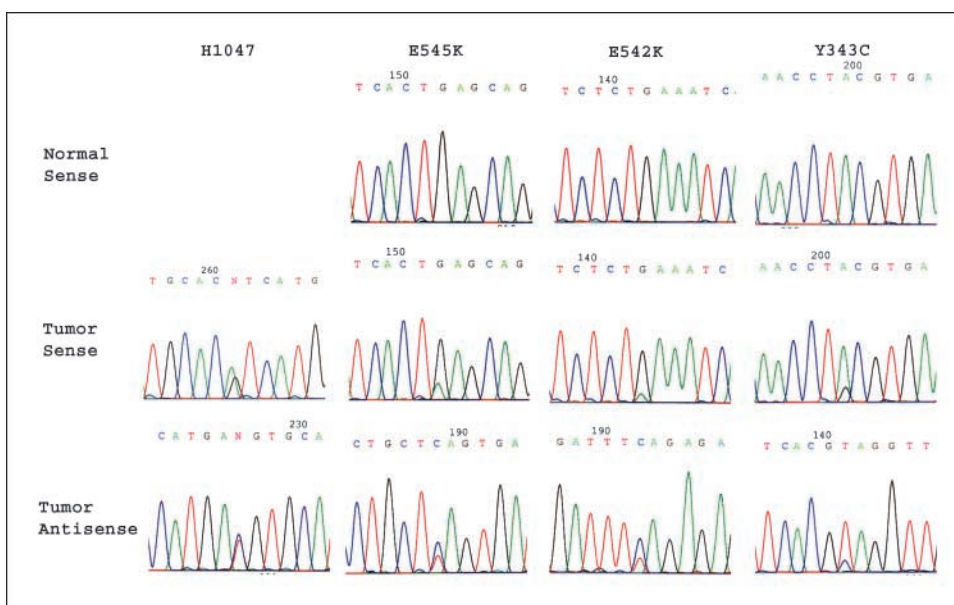 H1047 E545K E542K Y343C
150 140 200
T C A C T G A G C A G T C T C T G A A A T C. A A C C T A C G T G A
Normal
Sense
260 150 140 200
T G C A C N T C A T G T C A C T G A G C A G T C T C T G A A A T C A A C C T A C G T G A
Tumor
Sense
230 190 190 140
C A T G A N G T G C A C T G C T C A G T G A G A T T T C A G A G A T C A C G T A G G T T
Tumor
Antisense